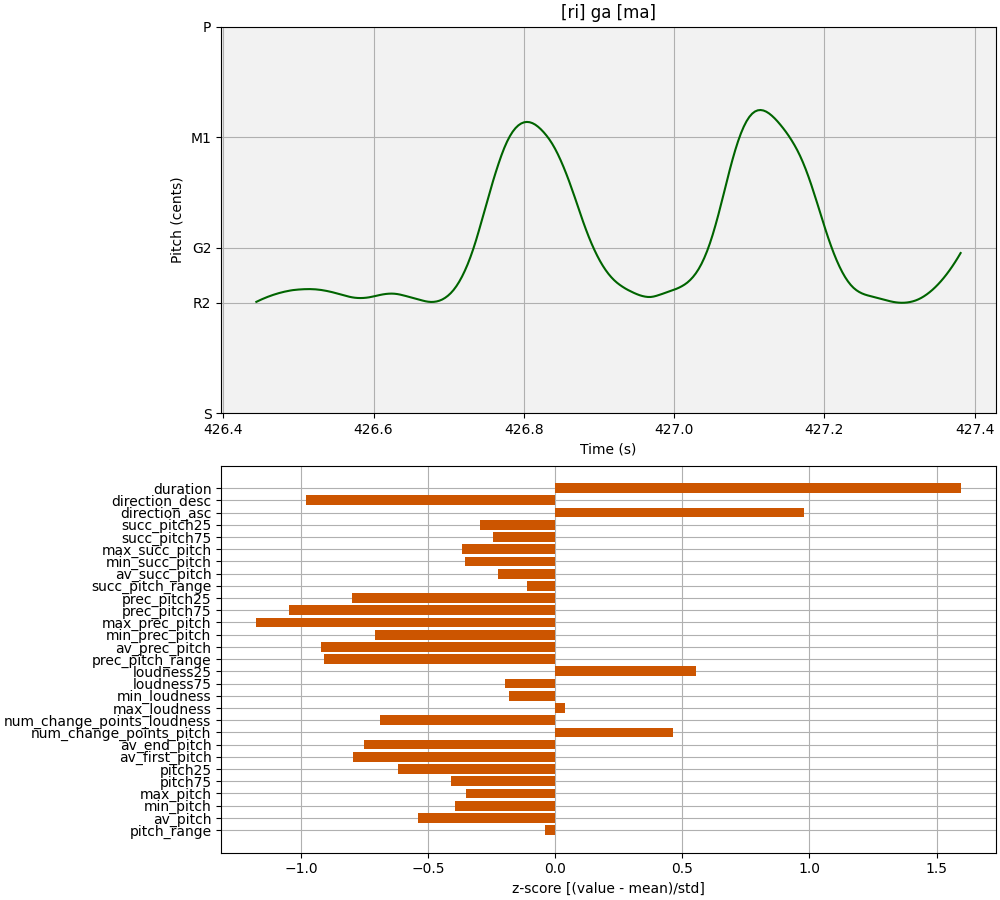 [ri] ga [ma]
P
M1
G2
R2
S
Pitch (cents)
426.4 426.6 426.8 427.0 427.2 427.4
Time (s)
duration
direction_desc
direction_asc
succ_pitch25
succ_pitch75
max_succ_pitch
min_succ_pitch
av_succ_pitch
succ_pitch_range
prec_pitch25
prec_pitch75
max_prec_pitch
min_prec_pitch
av_prec_pitch
prec_pitch_range
loudness25
loudness75
min_loudness
max_loudness
num_change_points_loudness
num_change_points_pitch
av_end_pitch
av_first_pitch
pitch25
pitch75
max_pitch
min_pitch
av_pitch
pitch_range
−1.0 −0.5 0.0 0.5 1.0 1.5
z-score [(value - mean)/std]